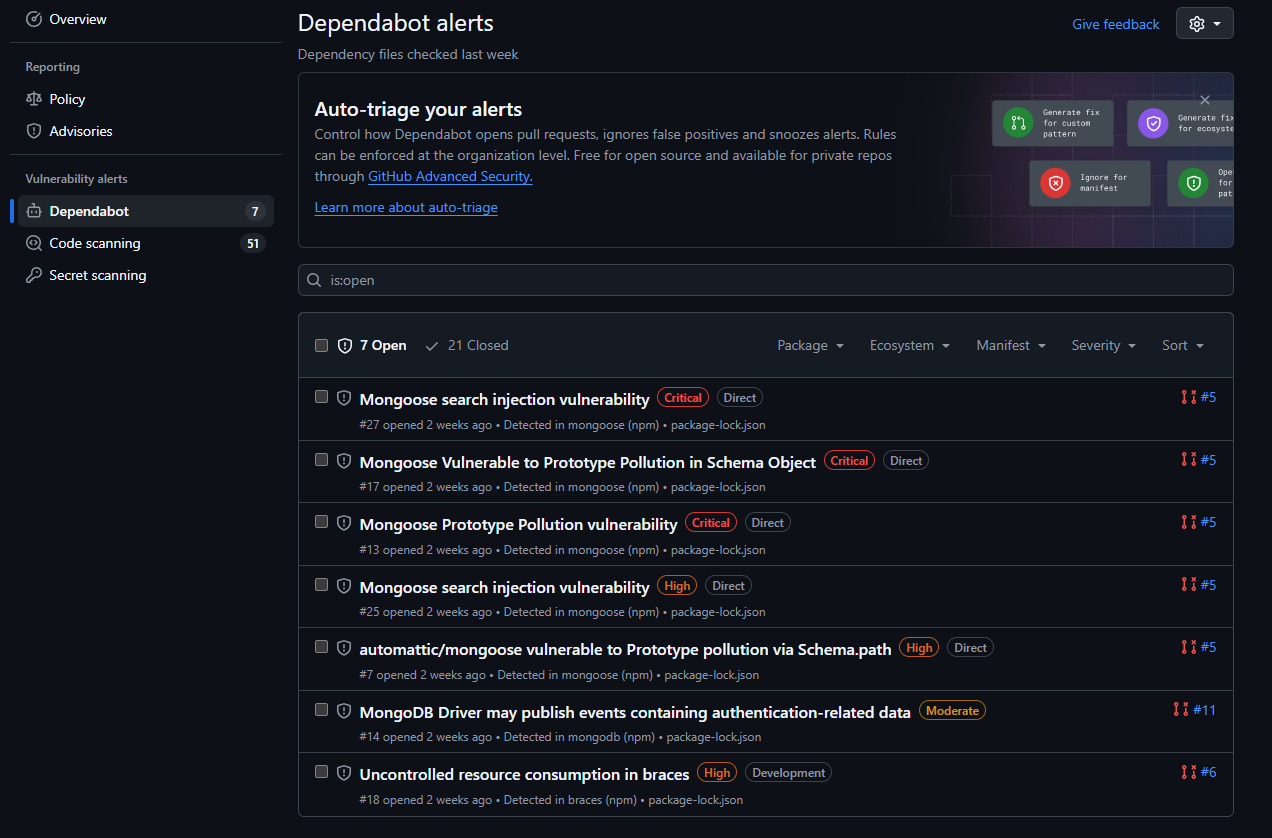 Overview
Reporting
Policy
Advisories
Vulnerability alerts
Dependabot 7
Code scanning 51
Secret scanning
Dependabot alerts
Give feedback
Dependency files checked last week
Auto-triage your alerts
Control how Dependabot opens pull requests, ignores false positives and snoozes alerts. Rules
can be enforced at the organization level. Free for open source and available for private repos
through GitHub Advanced Security.
Learn more about auto-triage
Generate fix
for custom
pattern
Generate fix
for ecosyste
Ignore for
manifest
Ope
for
pat
is:open
7 Open 21 Closed Package Ecosystem Manifest Severity Sort
Mongoose search injection vulnerability Critical Direct #5
#27 opened 2 weeks ago • Detected in mongoose (npm) • package-lock.json
Mongoose Vulnerable to Prototype Pollution in Schema Object Critical Direct #5
#17 opened 2 weeks ago • Detected in mongoose (npm) • package-lock.json
Mongoose Prototype Pollution vulnerability Critical Direct #5
#13 opened 2 weeks ago • Detected in mongoose (npm) • package-lock.json
Mongoose search injection vulnerability High Direct #5
#25 opened 2 weeks ago • Detected in mongoose (npm) • package-lock.json
automattic/mongoose vulnerable to Prototype pollution via Schema.path High Direct #5
#7 opened 2 weeks ago • Detected in mongoose (npm) • package-lock.json
MongoDB Driver may publish events containing authentication-related data Moderate #11
#14 opened 2 weeks ago • Detected in mongodb (npm) • package-lock.json
Uncontrolled resource consumption in braces High Development #6
#18 opened 2 weeks ago • Detected in braces (npm) • package-lock.json